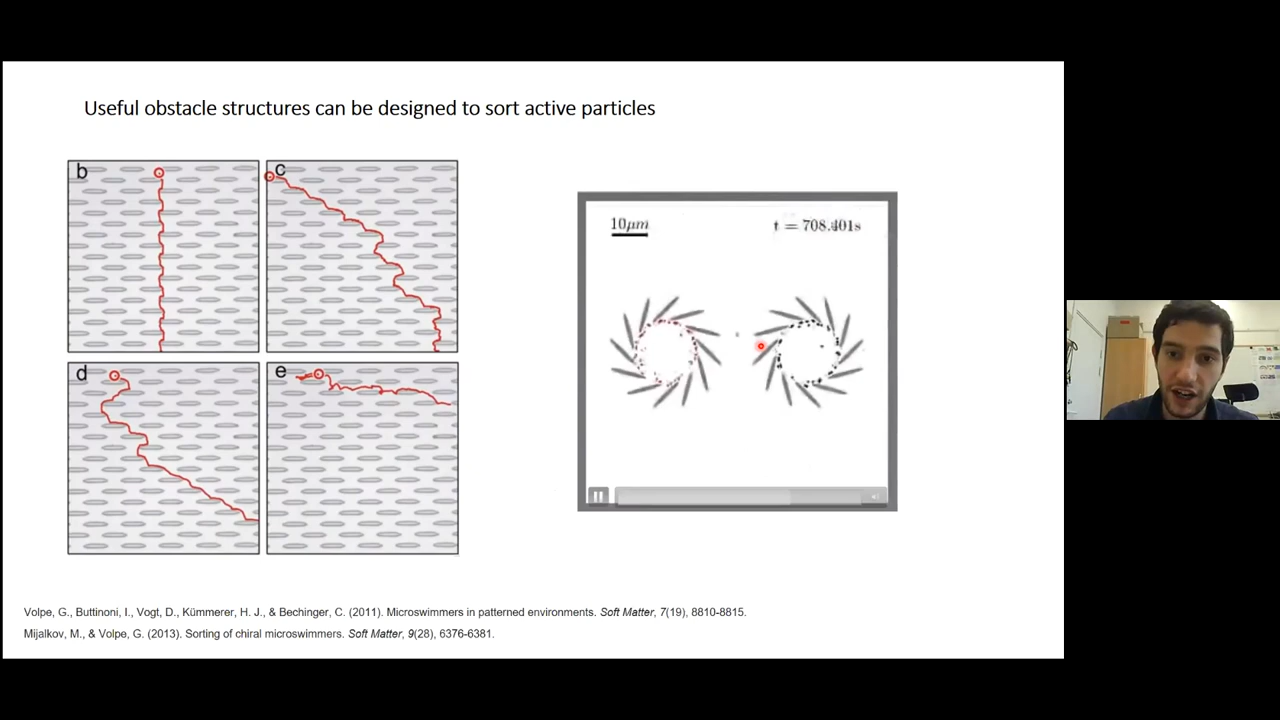 Useful obstacle structures can be designed to sort active particles
b
c
d
e
10μm
t = 708.401s
Volpe, G., Buttinoni, I., Vogt, D., Kümmerer, H. J., & Bechinger, C. (2011). Microswimmers in patterned environments. Soft Matter, 7(19), 8810-8815.
Mijalkov, M., & Volpe, G. (2013). Sorting of chiral microswimmers. Soft Matter, 9(28), 6376-6381.